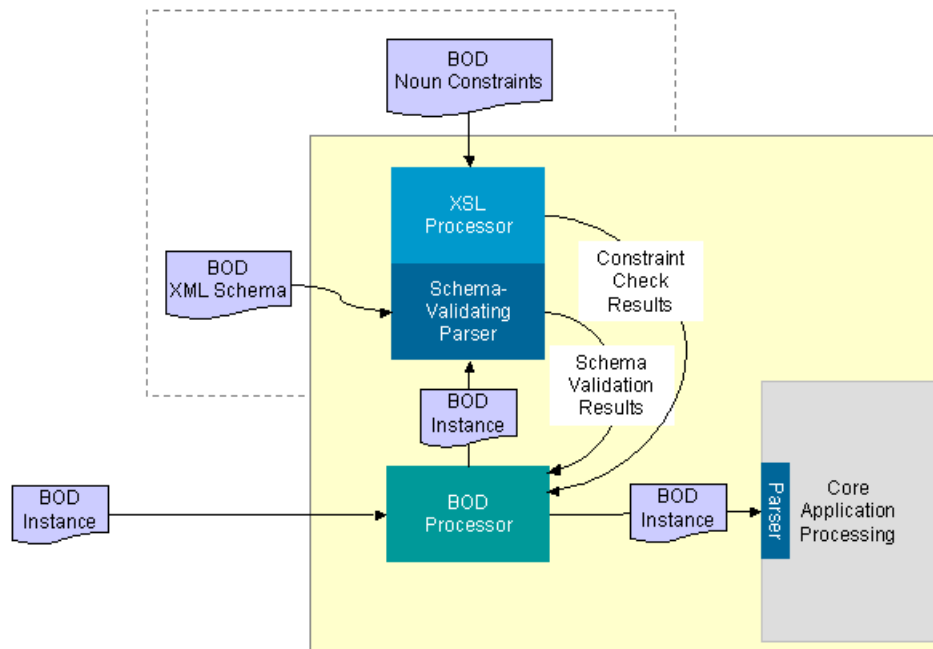 BOD
Noun Constraints
XSL
Processor
BOD
XML Schema
Schema-
Validating
Parser
Constraint
Check
Results
Schema
Validation
Results
BOD
Instance
BOD
Instance
BOD
Processor
BOD
Instance
Parser
Core
Application
Processing